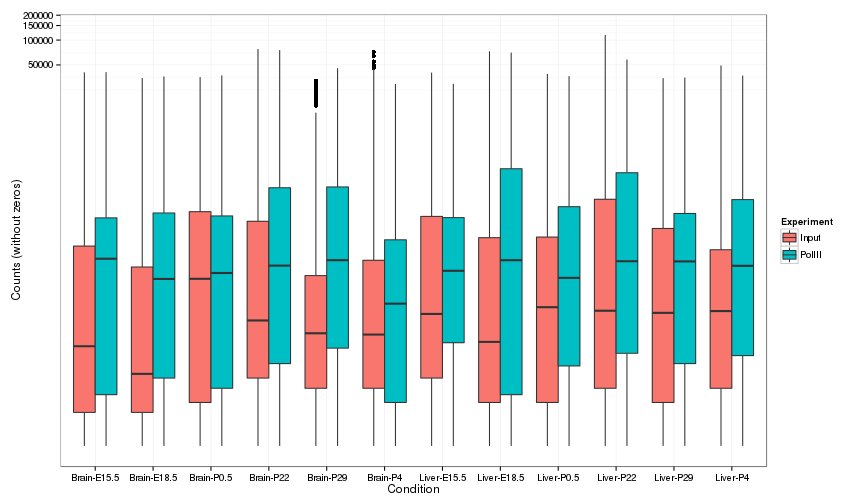 200000
150000
100000
50000
Counts (without zeros)
Experiment
Input
PolIII
Brain-E15.5 Brain-E18.5 Brain-P0.5 Brain-P22 Brain-P29 Brain-P4 Liver-E15.5 Liver-E18.5 Liver-P0.5 Liver-P22 Liver-P29 Liver-P4
Condition